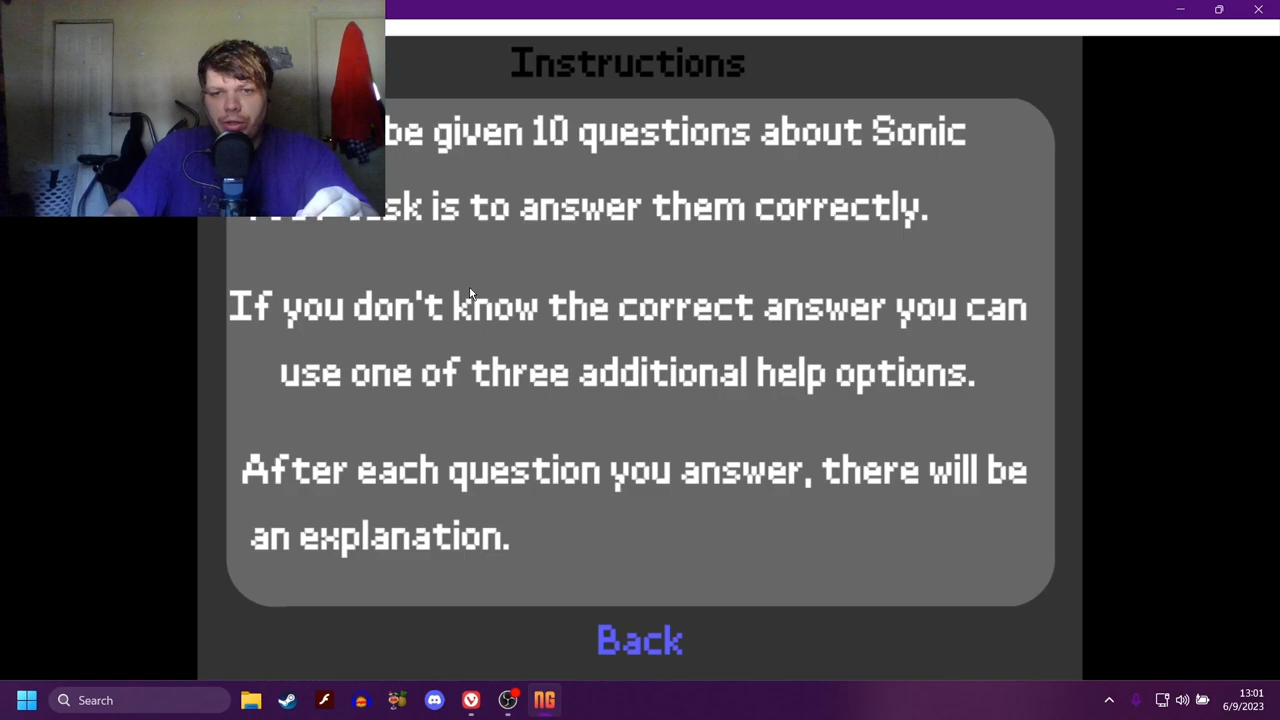 Instructions
be given 10 questions about Sonic
is to answer them correctly.
If you don't know the correct answer you can
use one of three additional help options.
After each question you answer, there will be
an explanation.
Back
Search
NG
13:01
6/9/2023